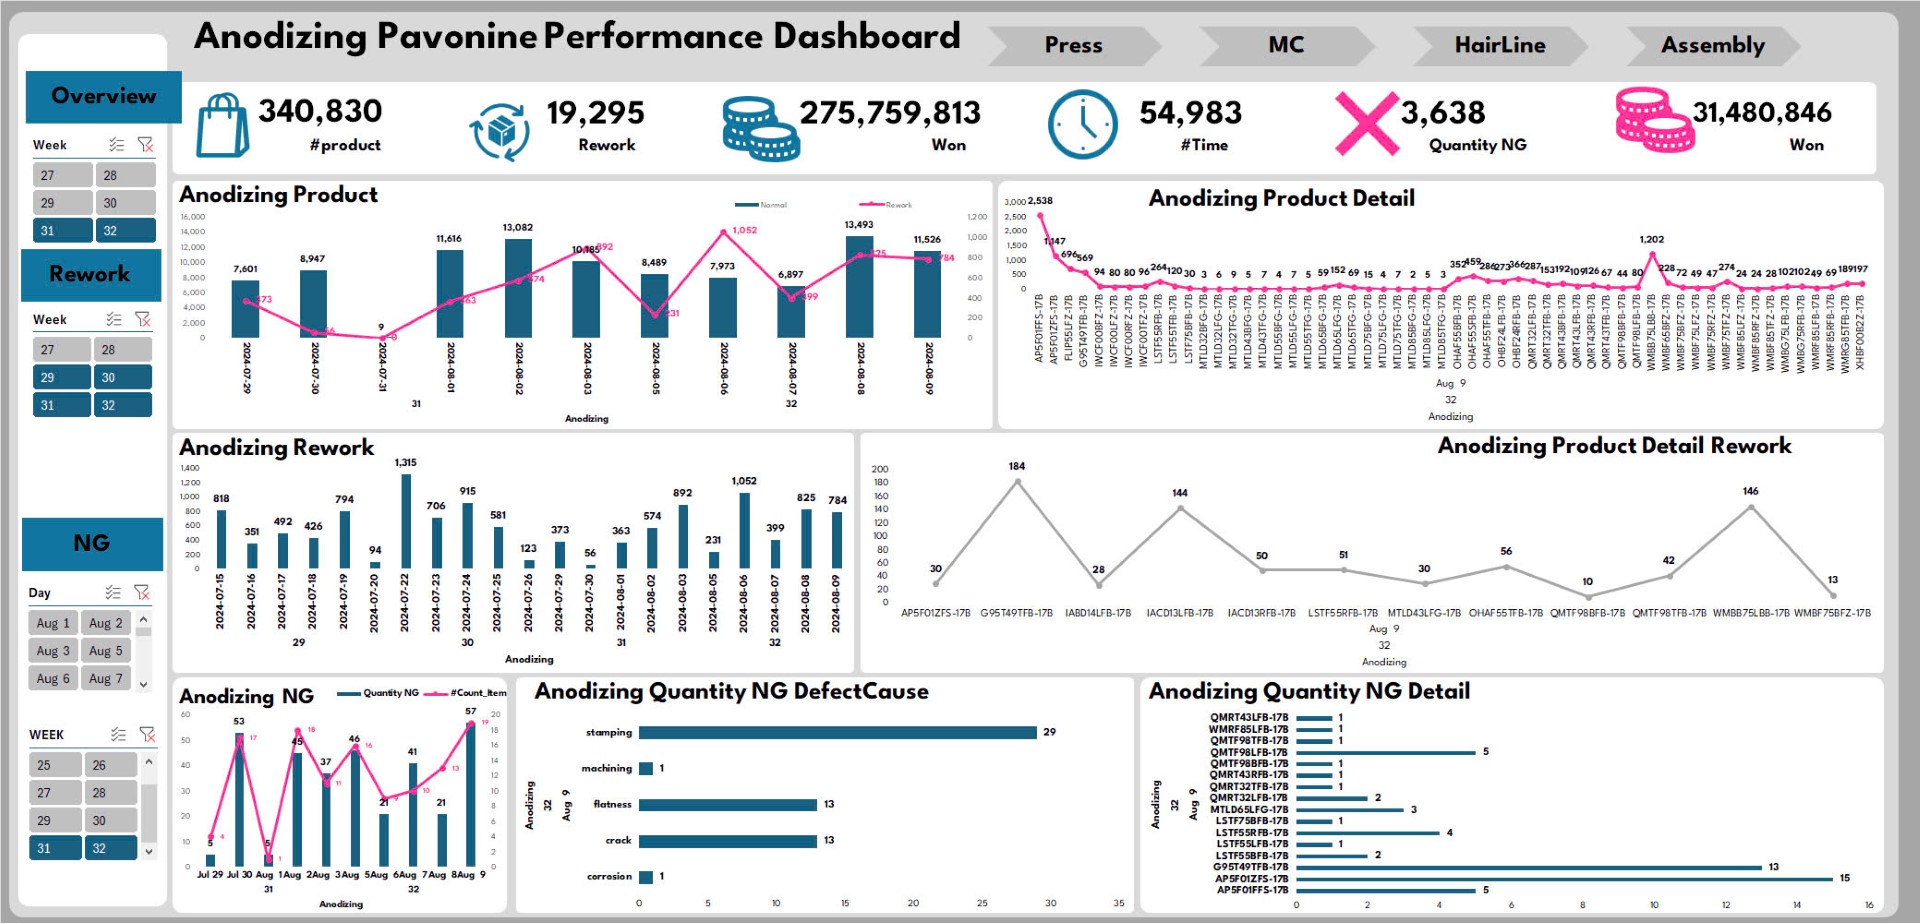 Anodizing Pavonine Performance Dashboard
Press
MC
HairLine
Assembly
Overview
340,830
#product
19,295
Rework
275,759,813
Won
54,983
#Time
3,638
Quantity NG
31,480,846
Won
Week
27 28
29 30
31 32
Rework
Week
27 28
29 30
31 32
NG
Day
Aug 1 Aug 2
Aug 3 Aug 5
Aug 6 Aug 7
WEEK
25 26
27 28
29 30
31 32
Anodizing Product
Normal Rework
16,000
14,000
12,000
10,000
8,000
6,000
4,000
2,000
0
7,601 8,947 9 11,616 13,082 10,185 8,489 7,973 6,897 13,493 11,526
373 56 0 363 574 892 231 1,052 399 825 784
1,200
1,000
800
600
400
200
0
2024-07-29 2024-07-30 2024-07-31 2024-08-01 2024-08-02 2024-08-03 2024-08-05 2024-08-06 2024-08-07 2024-08-08 2024-08-09
31 32
Anodizing
Anodizing Product Detail
3,000
2,500
2,000
1,500
1,000
500
0
2,538 1,147 696 569 94 80 80 96 264 120 30 3 6 9 5 7 4 7 5 59 152 69 15 4 7 2 5 3 352 459 286 273 366 287 153 192 109 126 67 44 80 1,202 228 72 49 47 274 24 24 28 102 102 49 69 189 197
AP5F01FFS-17B AP5F01ZFS-17B FLIP55LFZ-17B G95T49TFB-17B IWCF00BFZ-17B IWCF00LFZ-17B IWCF00RFZ-17B IWCF00TFZ-17B LSTF55RFB-17B LSTF55TFB-17B LSTF75BFB-17B MTLD32BFG-17B MTLD32LFG-17B MTLD32TFG-17B MTLD43BFG-17B MTLD43TFG-17B MTLD55BFG-17B MTLD55LFG-17B MTLD55TFG-17B MTLD65BFG-17B MTLD65LFG-17B MTLD65TFG-17B MTLD75BFG-17B MTLD75LFG-17B MTLD75TFG-17B MTLD85BFG-17B MTLD85LFG-17B MTLD85TFG-17B OHAF55BFB-17B OHAF55SFB-17B OHAF55TFB-17B OHBF24LFB-17B OHBF24RFB-17B QMRT32LFB-17B QMRT32TFB-17B QMRT43BFB-17B QMRT43LFB-17B QMRT43RFB-17B QMRT43TFB-17B QMTF98BFB-17B QMTF98LFB-17B WMBB75LBB-17B WMBF65BFZ-17B WMBF75BFZ-17B WMBF75LFZ-17B WMBF75RFZ-17B WMBF75TFZ-17B WMBF85LFZ-17B WMBF85RFZ-17B WMBF85TFZ-17B WMBG75LFB-17B WMBG75RFB-17B WMRF85LFB-17B WMRF85RFB-17B WMRG85TFB-17B XHBF00B2Z-17B
Aug 9
32
Anodizing
Anodizing Rework
1,400
1,200
1,000
800
600
400
200
0
818 351 492 426 794 94 1,315 706 915 581 123 373 56 363 574 892 231 1,052 399 825 784
2024-07-15 2024-07-16 2024-07-17 2024-07-18 2024-07-19 2024-07-20 2024-07-22 2024-07-23 2024-07-24 2024-07-25 2024-07-26 2024-07-29 2024-07-30 2024-08-01 2024-08-02 2024-08-03 2024-08-05 2024-08-06 2024-08-07 2024-08-08 2024-08-09
29 30 31 32
Anodizing
Anodizing Product Detail Rework
200
180
160
140
120
100
80
60
40
20
0
30 184 28 144 50 51 30 56 10 42 146 13
AP5F01ZFS-17B G95T49TFB-17B IABD14LFB-17B IACD13LFB-17B IACD13RFB-17B LSTF55RFB-17B MTLD43LFG-17B OHAF55TFB-17B QMTF98BFB-17B QMTF98TFB-17B WMBB75LBB-17B WMBF75BFZ-17B
Aug 9
32
Anodizing
Anodizing NG
Quantity NG #Count_Item
60
50
40
30
20
10
0
5 53 5 45 37 46 21 41 21 57
4 17 1 18 11 16 9 10 13 19
20
18
16
14
12
10
8
6
4
2
0
Jul 29 Jul 30 Aug 1 Aug 2 Aug 3 Aug 5 Aug 6 Aug 7 Aug 8 Aug 9
31 32
Anodizing
Anodizing Quantity NG DefectCause
Anodizing
32
Aug 9
stamping 29
machining 1
flatness 13
crack 13
corrosion 1
0 5 10 15 20 25 30 35
Anodizing Quantity NG Detail
Anodizing
32
Aug 9
QMRT43LFB-17B 1
WMRF85LFB-17B 1
QMTF98TFB-17B 1
QMTF98LFB-17B 5
QMTF98BFB-17B 1
QMRT43RFB-17B 1
QMRT32TFB-17B 1
QMRT32LFB-17B 2
MTLD65LFG-17B 3
LSTF75BFB-17B 1
LSTF55RFB-17B 4
LSTF55LFB-17B 1
LSTF55BFB-17B 2
G95T49TFB-17B 13
AP5F01ZFS-17B 15
AP5F01FFS-17B 5
0 2 4 6 8 10 12 14 16